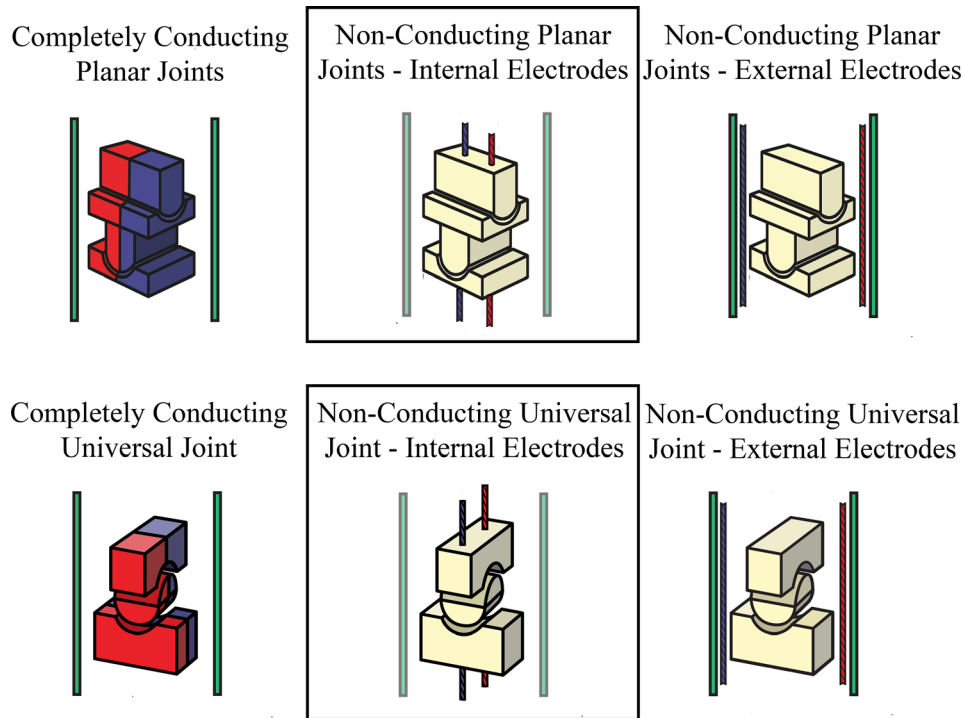 Completely Conducting
Planar Joints
Non-Conducting Planar
Joints - Internal Electrodes
Non-Conducting Planar
Joints - External Electrodes
Completely Conducting
Universal Joint
Non-Conducting Universal
Joint - Internal Electrodes
Non-Conducting Universal
Joint - External Electrodes